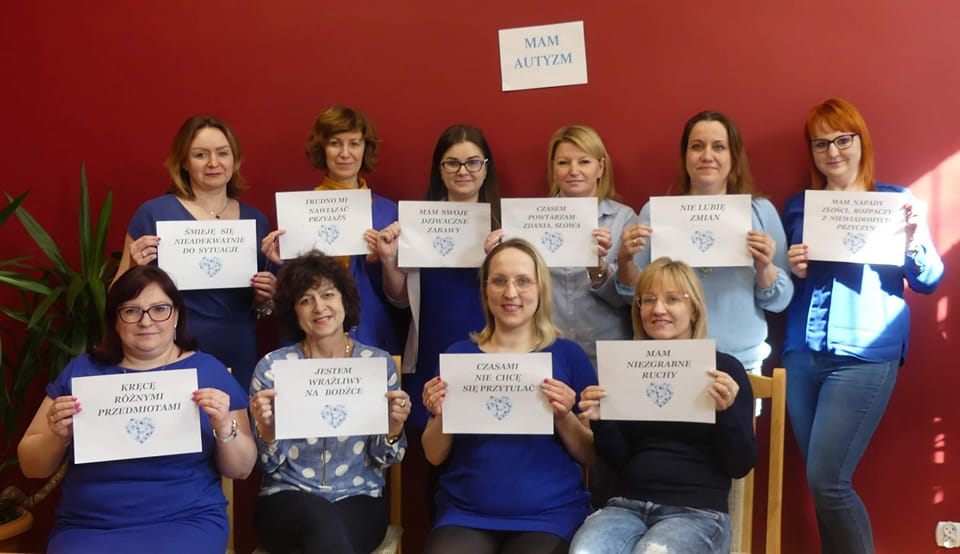 MAM
AUTYZM
ŚMIEJĘ SIĘ
NIEADEKWATNIE
DO SYTUACJI
TRUDNO MI
NAWIĄZAĆ
PRZYJAŹŃ
MAM SWOJE
DZIWACZNE
ZABAWY
CZASEM
POWTARZAM
ZDANIA, SŁOWA
NIE LUBIĘ
ZMIAN
MAM NAPADY
ZŁOŚCI, ROZPACZY
Z NIEWIADOMYCH
PRZYCZYN
KRĘCĘ
RÓŻNYMI
PRZEDMIOTAMI
JESTEM
WRAŻLIWY
NA BODŹCE
CZASAMI
NIE CHCĘ
SIĘ PRZYTULAĆ
MAM
NIEZGRABNE
RUCHY